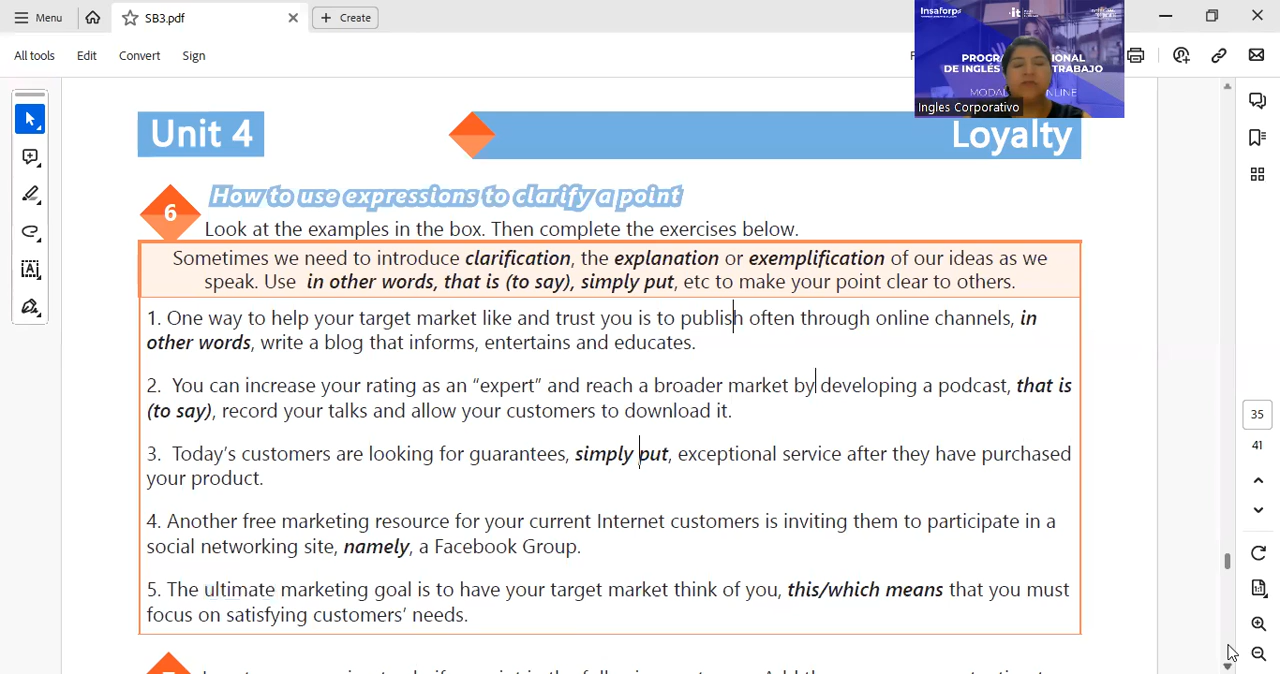 Menu
SB3.pdf
Create
All tools
Edit
Convert
Sign
Insaforp
PROGR IONAL
DE INGLÉS TRABAJO
MODAL NLINE
Ingles Corporativo
Unit 4
Loyalty
6
How to use expressions to clarify a point
Look at the examples in the box. Then complete the exercises below.
Sometimes we need to introduce clarification, the explanation or exemplification of our ideas as we
speak. Use in other words, that is (to say), simply put, etc to make your point clear to others.
1. One way to help your target market like and trust you is to publish often through online channels, in
other words, write a blog that informs, entertains and educates.
2. You can increase your rating as an “expert” and reach a broader market by developing a podcast, that is
(to say), record your talks and allow your customers to download it.
3. Today’s customers are looking for guarantees, simply put, exceptional service after they have purchased
your product.
4. Another free marketing resource for your current Internet customers is inviting them to participate in a
social networking site, namely, a Facebook Group.
5. The ultimate marketing goal is to have your target market think of you, this/which means that you must
focus on satisfying customers’ needs.
35
41